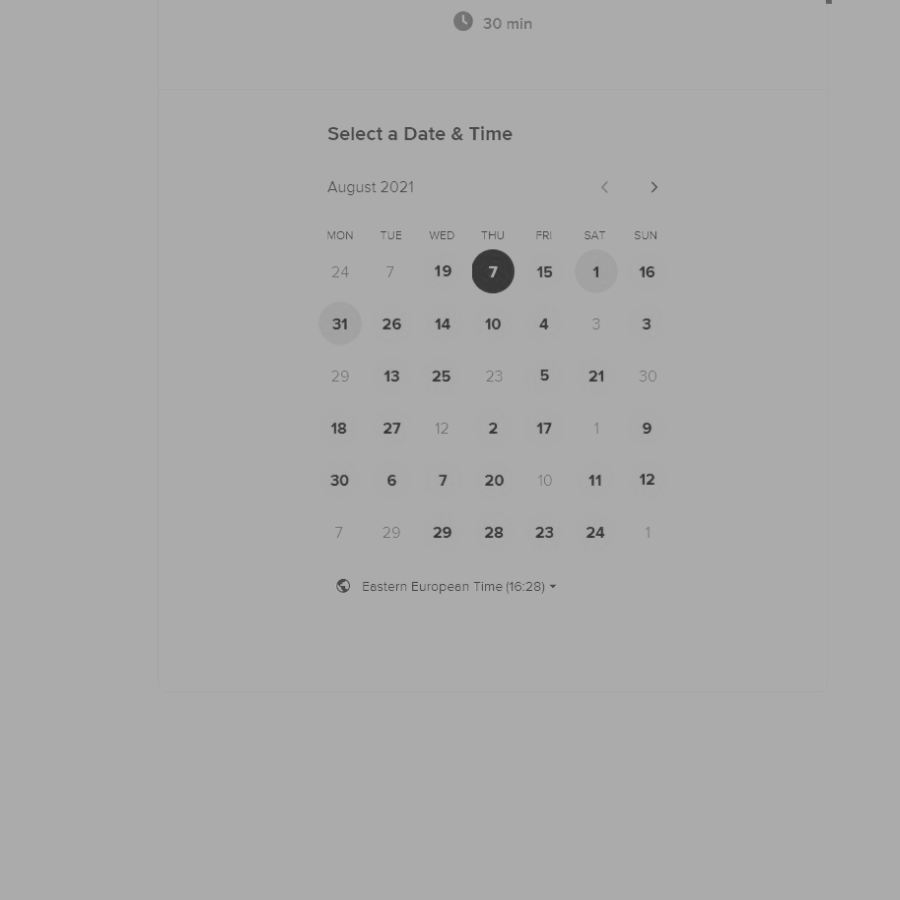 30 min
Select a Date & Time
August 2021
MON TUE WED THU FRI SAT SUN
24 7 19 7 15 1 16
31 26 14 10 4 3 3
29 13 25 23 5 21 30
18 27 12 2 17 1 9
30 6 7 20 10 11 12
7 29 29 28 23 24 1
Eastern European Time (16:28)